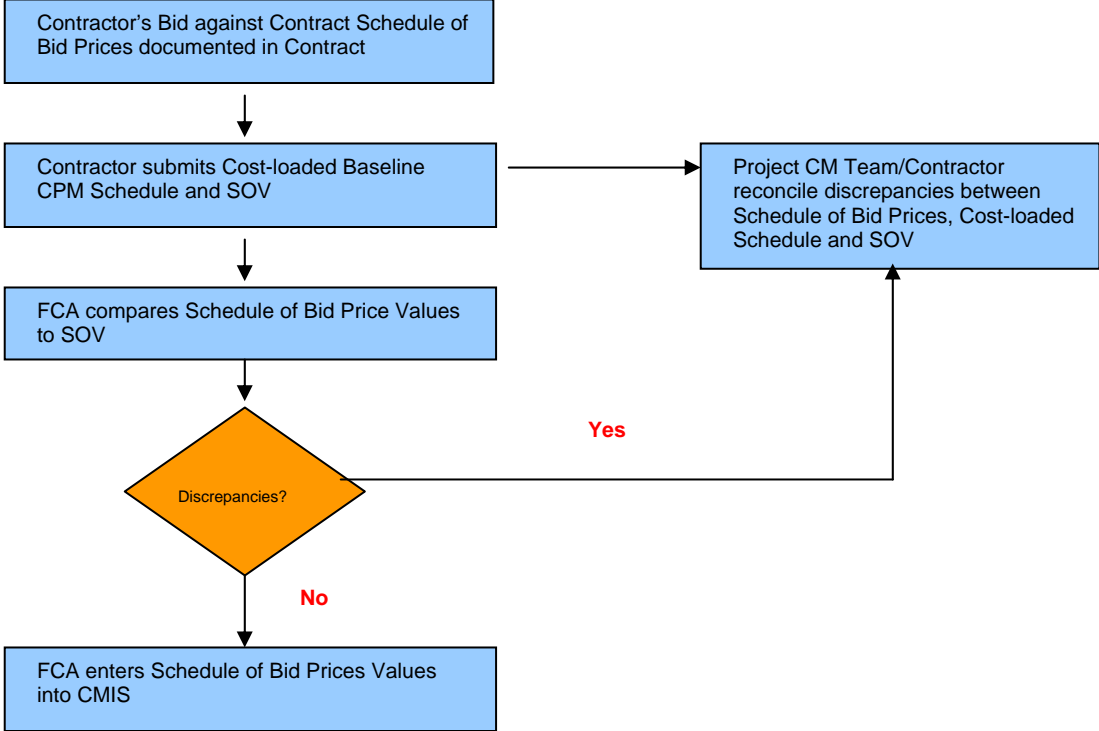 Contractor’s Bid against Contract Schedule of
Bid Prices documented in Contract
Contractor submits Cost-loaded Baseline
CPM Schedule and SOV
Project CM Team/Contractor
reconcile discrepancies between
Schedule of Bid Prices, Cost-loaded
Schedule and SOV
FCA compares Schedule of Bid Price Values
to SOV
Yes
Discrepancies?
No
FCA enters Schedule of Bid Prices Values
into CMIS